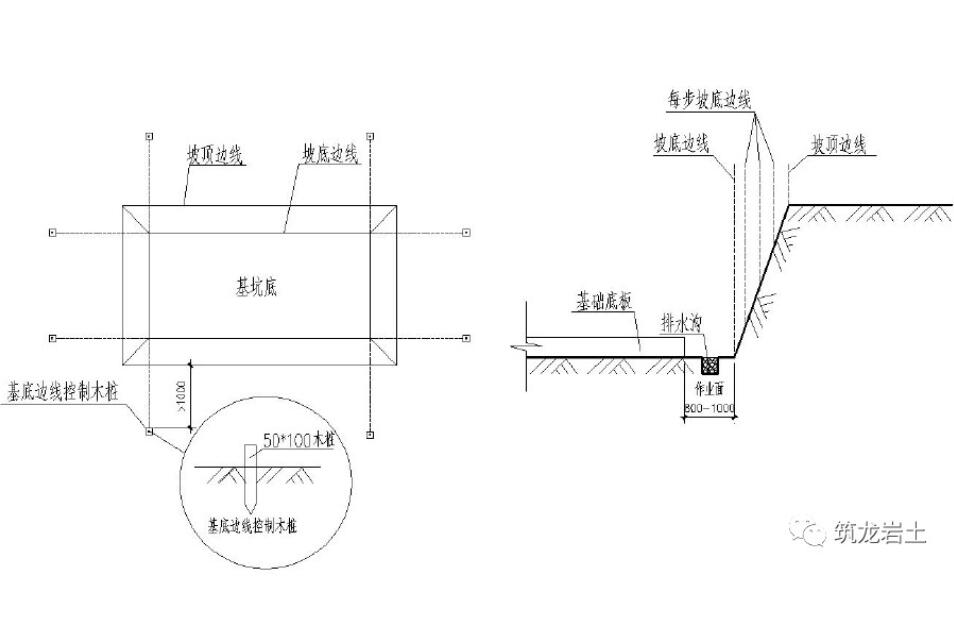 坡顶边线
坡底边线
基坑底
基底边线控制木桩
>1000
50*100木桩
基底边线控制木桩
每步坡底边线
坡底边线
坡顶边线
基础底板
排水沟
作业面
800-1000
筑龙岩土